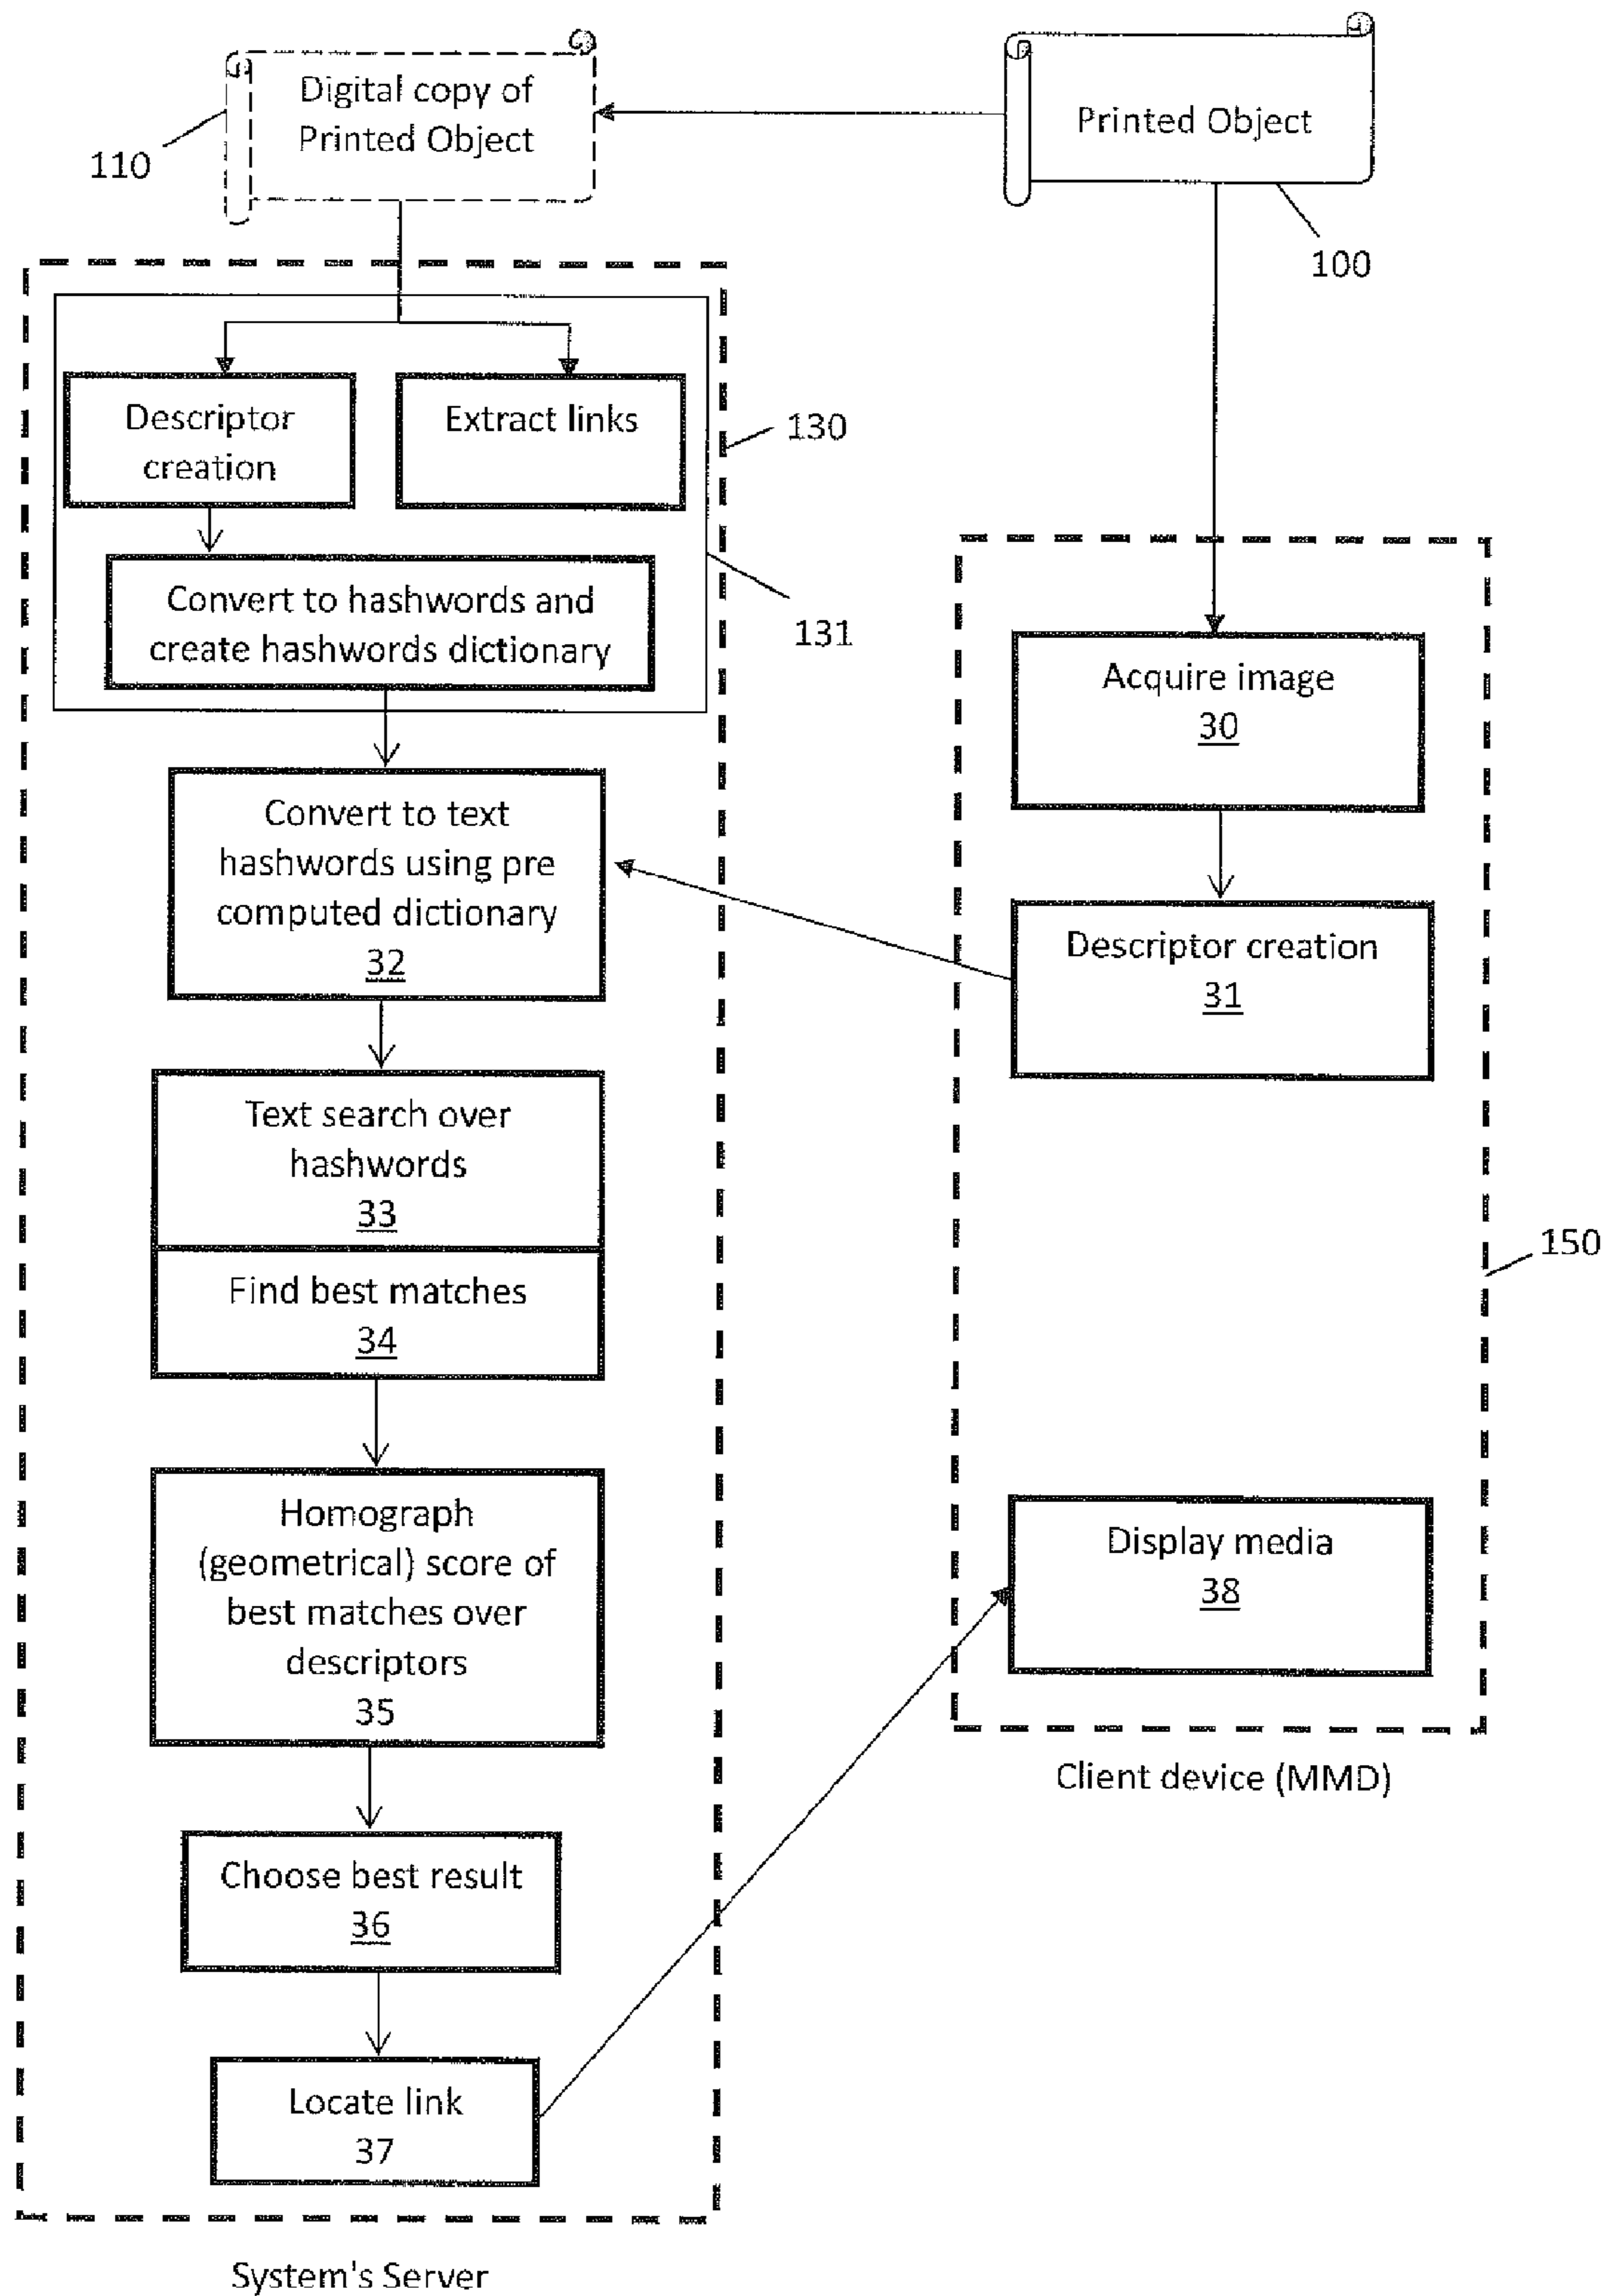 Digital copy of
Printed Object
110
Printed Object
100
Descriptor
creation
Extract links
130
Convert to hashwords and
create hashwords dictionary
131
Acquire image
30
Convert to text
hashwords using pre
computed dictionary
32
Descriptor creation
31
Text search over
hashwords
33
Find best matches
34
150
Homograph
(geometrical) score of
best matches over
descriptors
35
Display media
38
Client device (MMD)
Choose best result
36
Locate link
37
System's Server